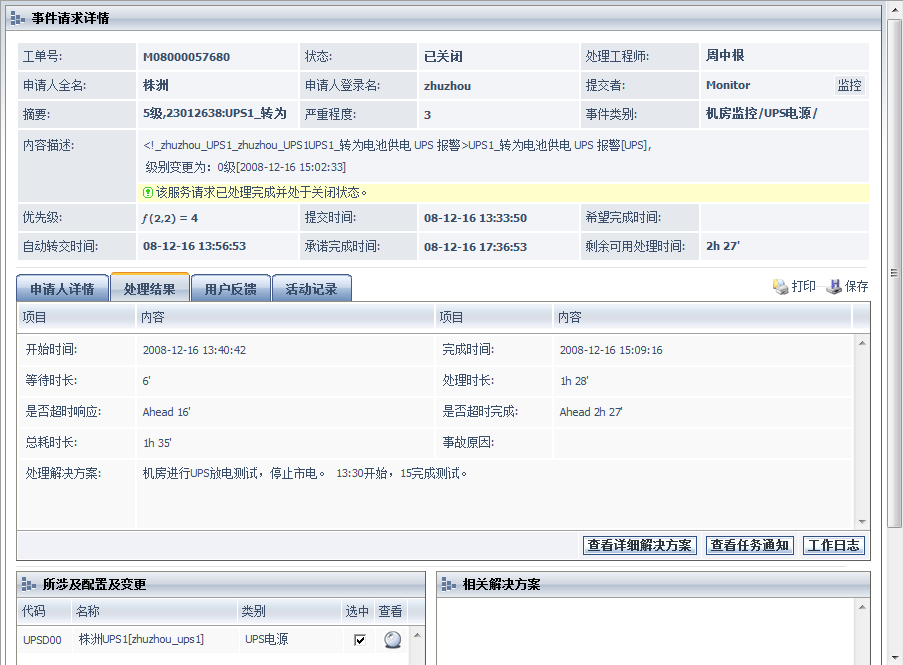 事件请求详情
工单号: M08000057680 状态: 已关闭 处理工程师: 周中根
申请人全名: 株洲 申请人登录名: zhuzhou 提交者: Monitor 监控
摘要: 5级,23012638:UPS1_转为 严重程度: 3 事件类别: 机房监控/UPS电源/
内容描述: <!_zhuzhou_UPS1_zhuzhou_UPS1UPS1_转为电池供电 UPS 报警>UPS1_转为电池供电 UPS 报警[UPS],
级别变更为：0级[2008-12-16 15:02:33]
该服务请求已处理完成并处于关闭状态。
优先级: f(2,2) = 4 提交时间: 08-12-16 13:33:50 希望完成时间:
自动转交时间: 08-12-16 13:56:53 承诺完成时间: 08-12-16 17:36:53 剩余可用处理时间: 2h 27'
申请人详情 处理结果 用户反馈 活动记录 打印 保存
项目 内容 项目 内容
开始时间: 2008-12-16 13:40:42 完成时间: 2008-12-16 15:09:16
等待时长: 6' 处理时长: 1h 28'
是否超时响应: Ahead 16' 是否超时完成: Ahead 2h 27'
总耗时长: 1h 35' 事故原因:
处理解决方案: 机房进行UPS放电测试，停止市电。 13:30开始，15完成测试。
查看详细解决方案 查看任务通知 工作日志
所涉及配置及变更 相关解决方案
代码 名称 类别 选中 查看
UPSD00 株洲UPS1[zhuzhou_ups1] UPS电源